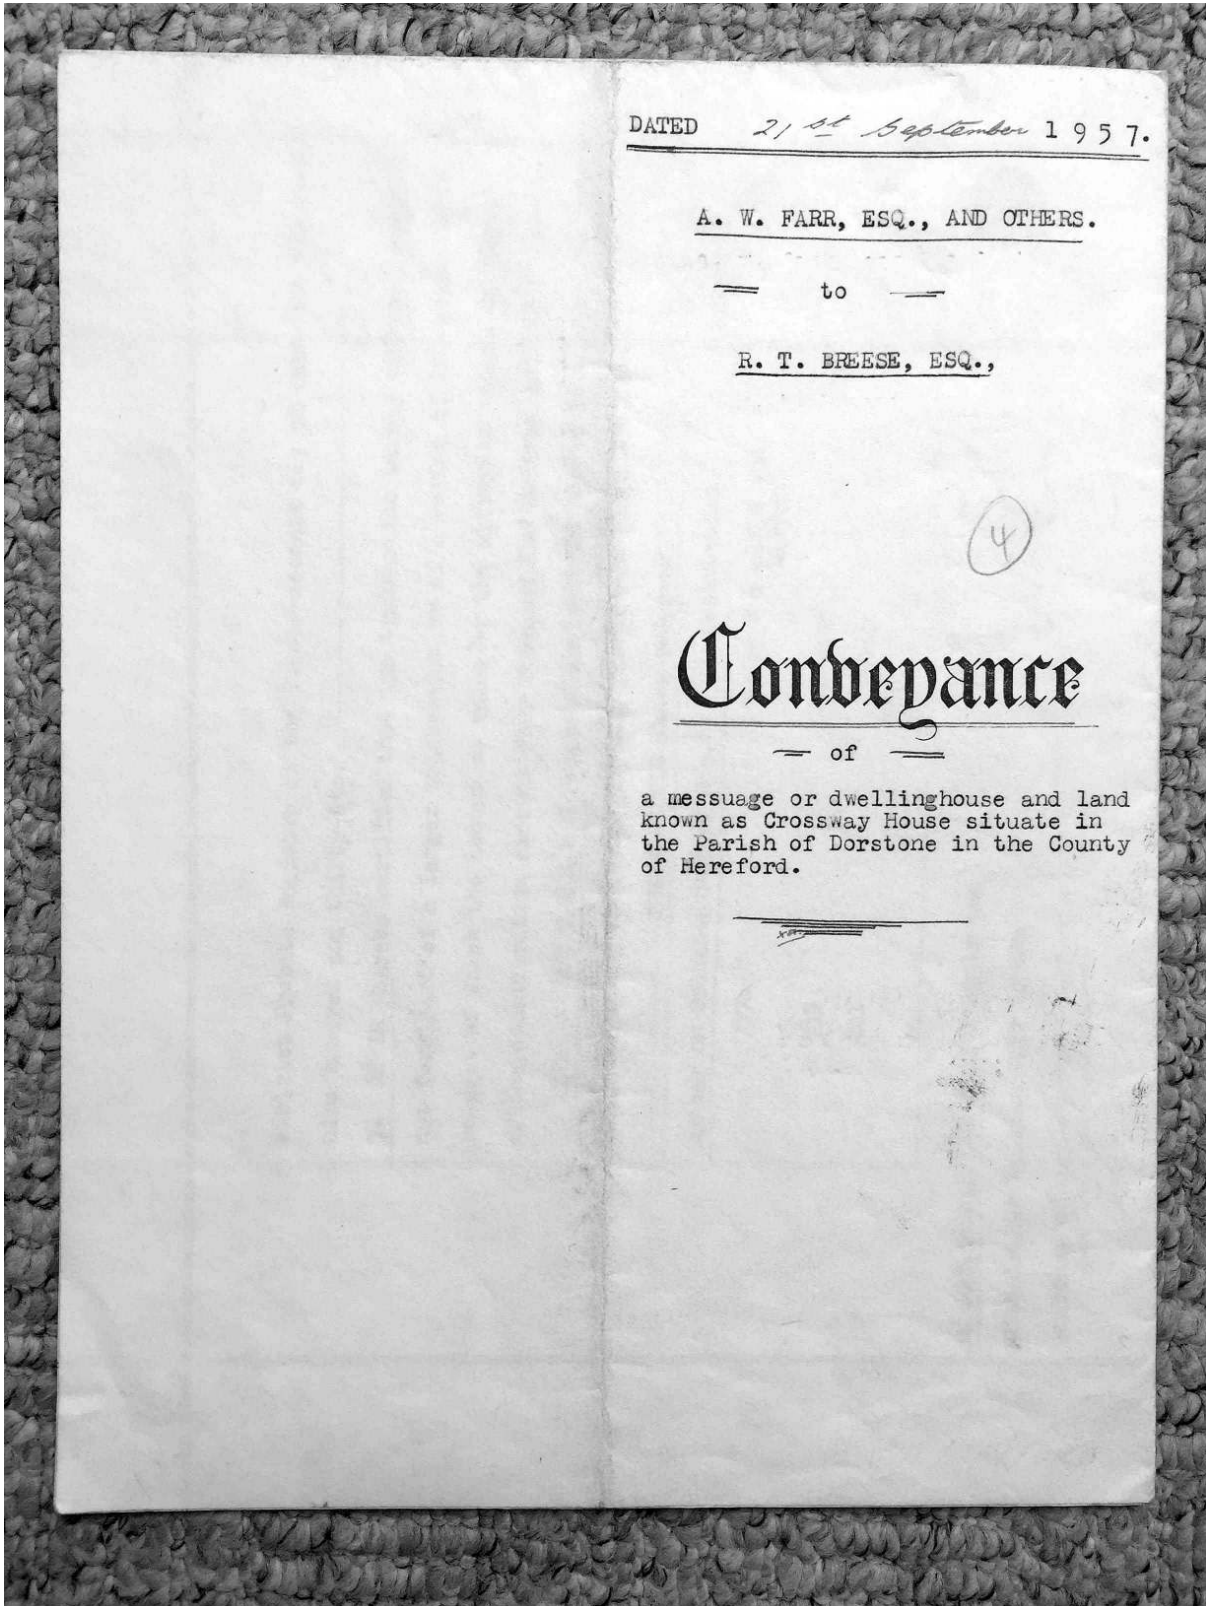 DATED 21st September 1957.
A. W. FARR, ESQ., AND OTHERS.
to
R. T. BREESE, ESQ.,
4
Conveyance
of
a messuage or dwellinghouse and land
known as Crossway House situate in
the Parish of Dorstone in the County
of Hereford.